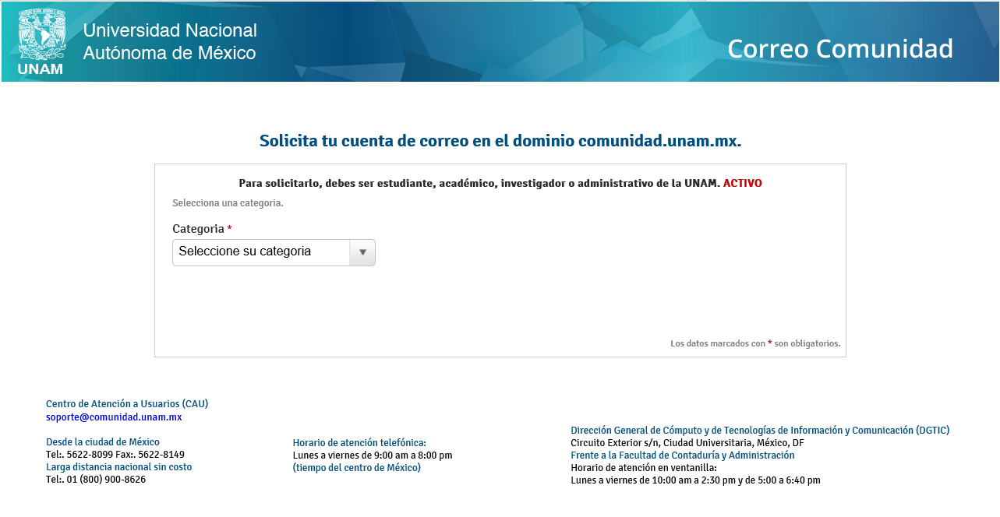 Universidad Nacional
Autónoma de México
UNAM
Correo Comunidad
Solicita tu cuenta de correo en el dominio comunidad.unam.mx.
Para solicitarlo, debes ser estudiante, académico, investigador o administrativo de la UNAM. ACTIVO
Selecciona una categoria.
Categoria *
Seleccione su categoria
Los datos marcados con * son obligatorios.
Centro de Atención a Usuarios (CAU)
soporte@comunidad.unam.mx
Desde la ciudad de México
Tel:. 5622-8099 Fax:. 5622-8149
Larga distancia nacional sin costo
Tel:. 01 (800) 900-8626
Horario de atención telefónica:
Lunes a viernes de 9:00 am a 8:00 pm
(tiempo del centro de México)
Dirección General de Cómputo y de Tecnologías de Información y Comunicación (DGTIC)
Circuito Exterior s/n, Ciudad Universitaria, México, DF
Frente a la Facultad de Contaduría y Administración
Horario de atención en ventanilla:
Lunes a viernes de 10:00 am a 2:30 pm y de 5:00 a 6:40 pm